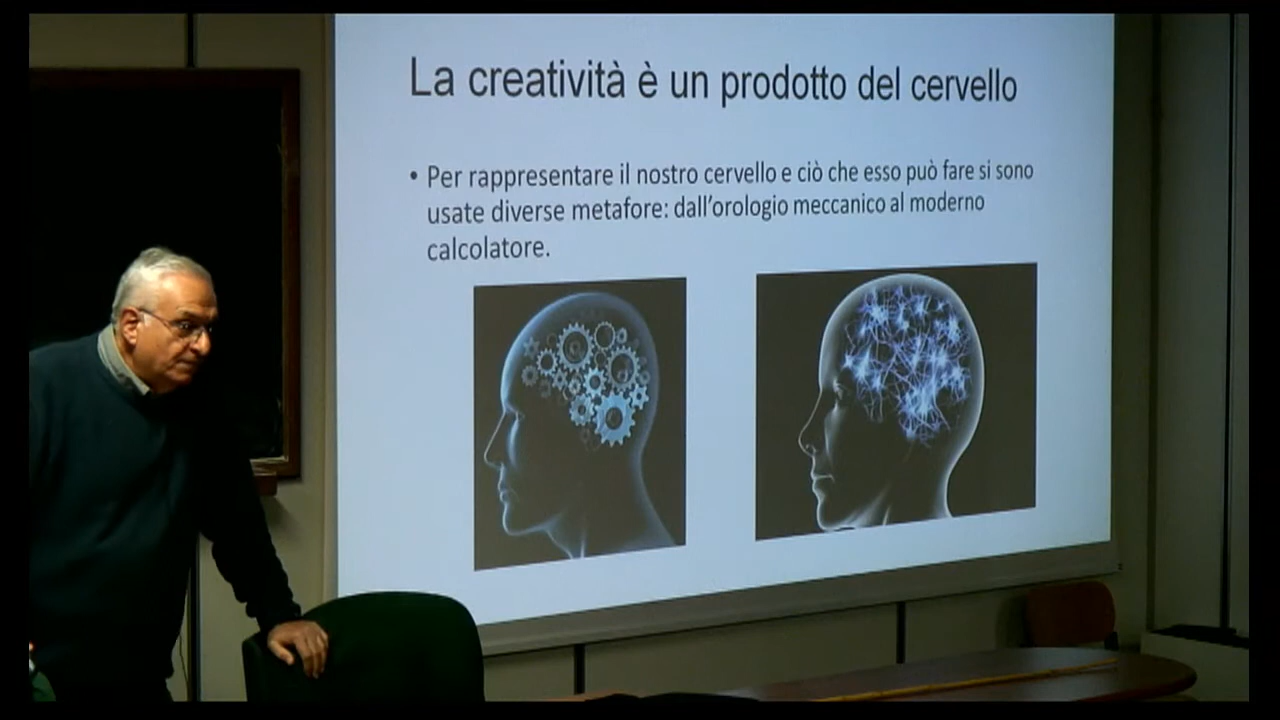 La creatività è un prodotto del cervello
• Per rappresentare il nostro cervello e ciò che esso può fare si sono
usate diverse metafore: dall'orologio meccanico al moderno
calcolatore.